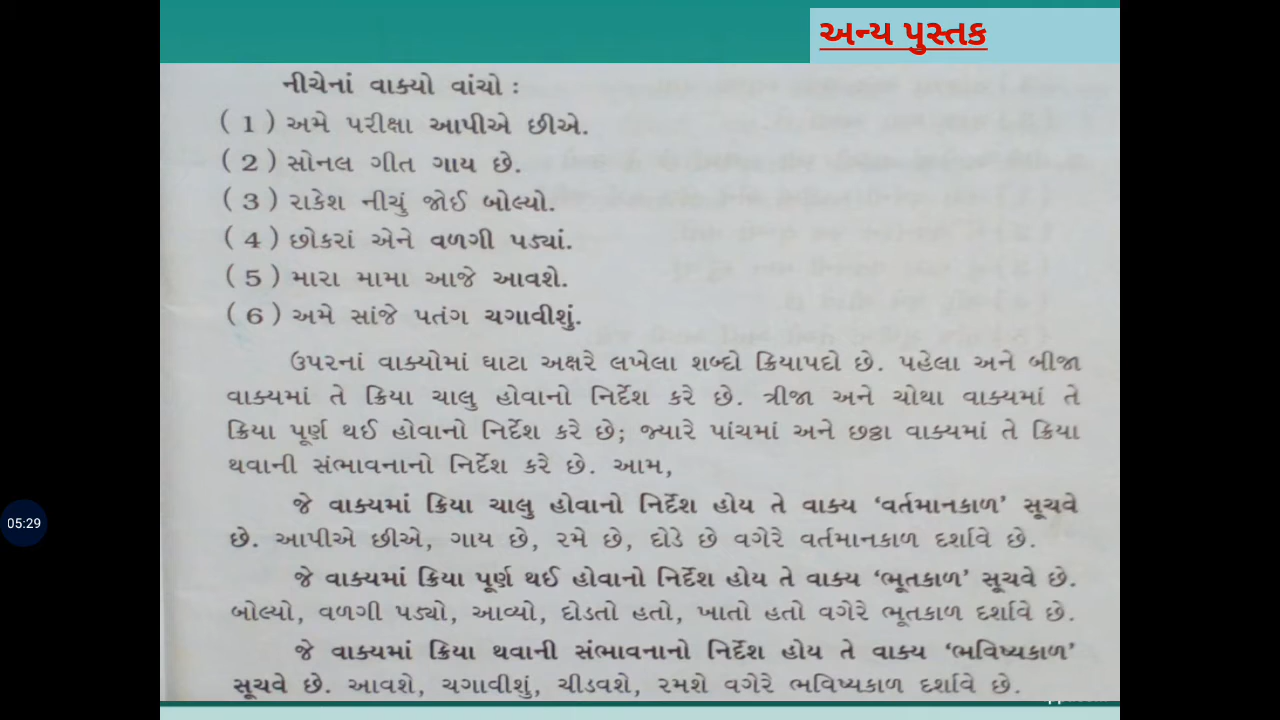 અન્ય પુસ્તક
નીચેનાં વાક્યો વાંચો :
( 1 ) અમે પરીક્ષા આપીએ છીએ.
( 2 ) સોનલ ગીત ગાય છે.
( 3 ) રાકેશ નીચું જોઈ બોલ્યો.
( 4 ) છોકરાં એને વળગી પડ્યાં.
( 5 ) મારા મામા આજે આવશે.
( 6 ) અમે સાંજે પતંગ ચગાવીશું.
ઉપરનાં વાક્યોમાં ઘાટા અક્ષરે લખેલા શબ્દો ક્રિયાપદો છે. પહેલા અને બીજા
વાક્યમાં તે ક્રિયા ચાલુ હોવાનો નિર્દેશ કરે છે. ત્રીજા અને ચોથા વાક્યમાં તે
ક્રિયા પૂર્ણ થઈ હોવાનો નિર્દેશ કરે છે; જ્યારે પાંચમાં અને છઠ્ઠા વાક્યમાં તે ક્રિયા
થવાની સંભાવનાનો નિર્દેશ કરે છે. આમ,
જે વાક્યમાં ક્રિયા ચાલુ હોવાનો નિર્દેશ હોય તે વાક્ય ‘વર્તમાનકાળ’ સૂચવે
છે. આપીએ છીએ, ગાય છે, રમે છે, દોડે છે વગેરે વર્તમાનકાળ દર્શાવે છે.
જે વાક્યમાં ક્રિયા પૂર્ણ થઈ હોવાનો નિર્દેશ હોય તે વાક્ય ‘ભૂતકાળ’ સૂચવે છે.
બોલ્યો, વળગી પડ્યો, આવ્યો, દોડતો હતો, ખાતો હતો વગેરે ભૂતકાળ દર્શાવે છે.
જે વાક્યમાં ક્રિયા થવાની સંભાવનાનો નિર્દેશ હોય તે વાક્ય ‘ભવિષ્યકાળ’
સૂચવે છે. આવશે, ચગાવીશું, ચીડવશે, રમશે વગેરે ભવિષ્યકાળ દર્શાવે છે.
05:29